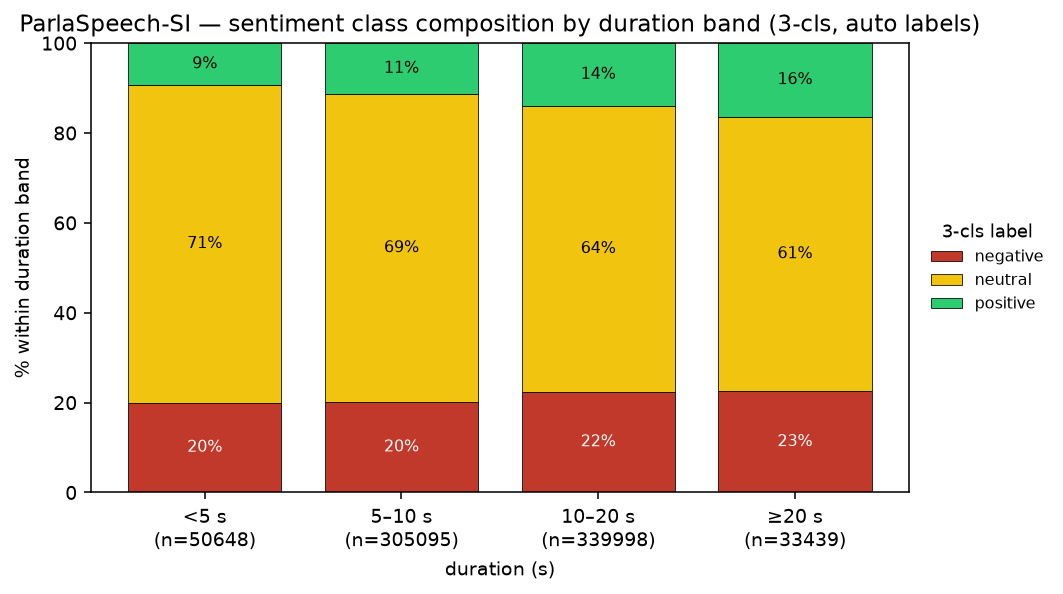 ParlaSpeech-SI — sentiment class composition by duration band (3-cls, auto labels)
100
80
60
40
20
0
% within duration band
9%
11%
14%
16%
71%
69%
64%
61%
20%
20%
22%
23%
3-cls label
negative
neutral
positive
<5 s
(n=50648)
5–10 s
(n=305095)
10–20 s
(n=339998)
≥20 s
(n=33439)
duration (s)